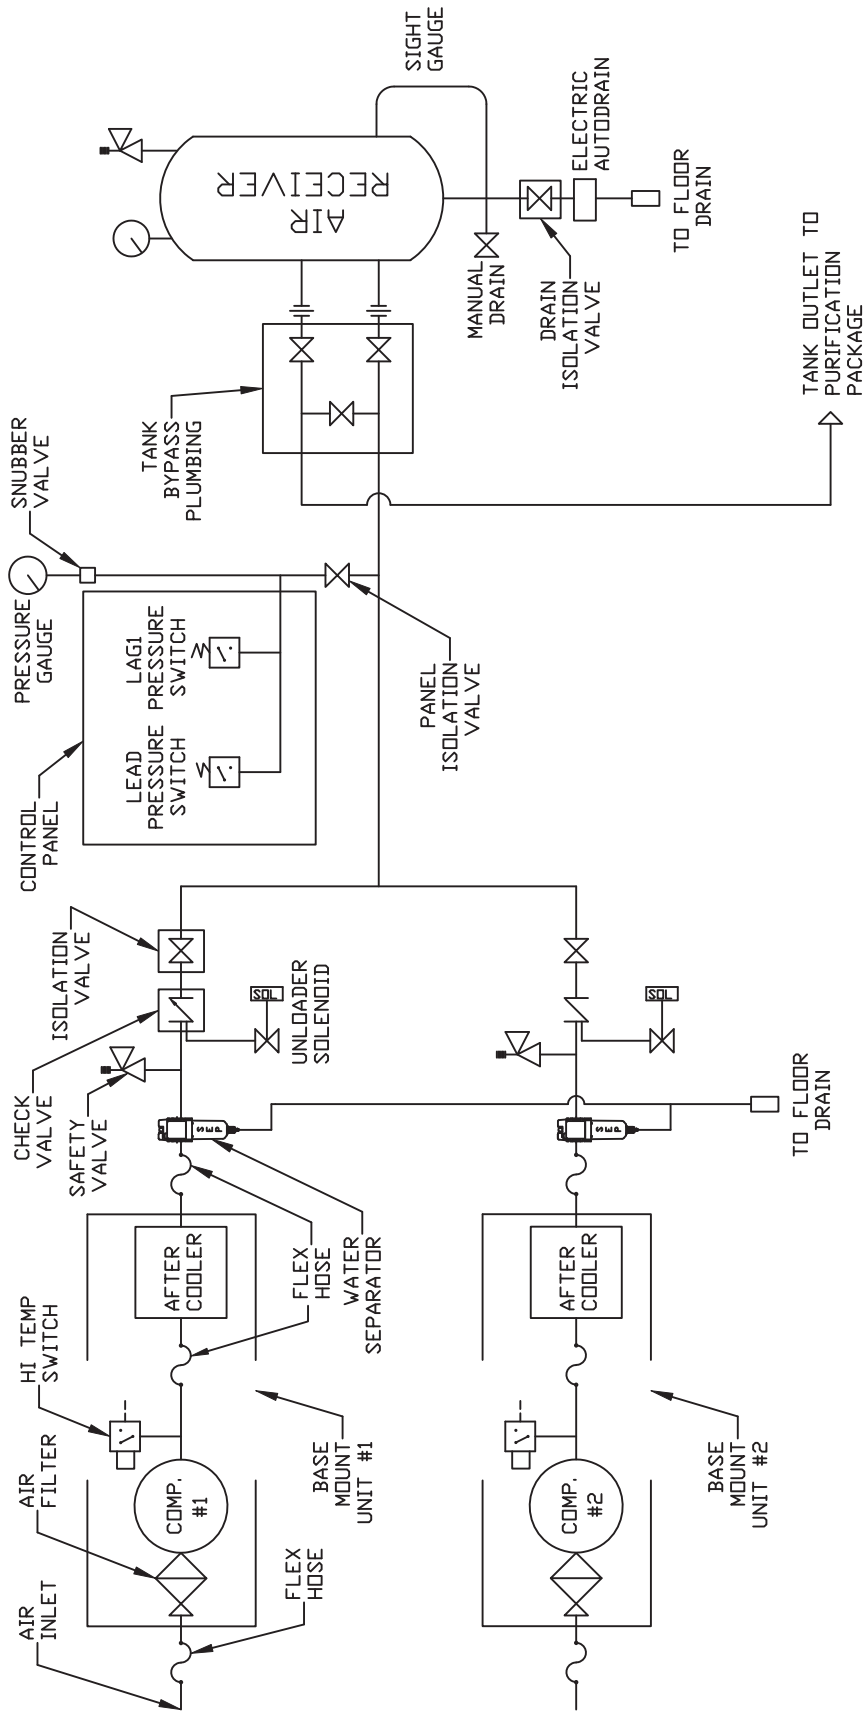 AIR
INLET
AIR
FILTER
HI TEMP
SWITCH
CHECK
VALVE
SAFETY
VALVE
ISOLATION
VALVE
CONTROL
PANEL
PRESSURE
GAUGE
SNUBBER
VALVE
LEAD
PRESSURE
SWITCH
LAG1
PRESSURE
SWITCH
TANK
BYPASS
PLUMBING
AIR
RECEIVER
SIGHT
GAUGE
COMP.
#1
AFTER
COOLER
SEP
SOL
UNLOADER
SOLENOID
FLEX
HOSE
FLEX
HOSE
WATER
SEPARATOR
BASE
MOUNT
UNIT #1
PANEL
ISOLATION
VALVE
MANUAL
DRAIN
DRAIN
ISOLATION
VALVE
ELECTRIC
AUTODRAIN
TO FLOOR
DRAIN
COMP.
#2
AFTER
COOLER
SEP
SOL
BASE
MOUNT
UNIT #2
TO FLOOR
DRAIN
TANK OUTLET TO
PURIFICATION
PACKAGE